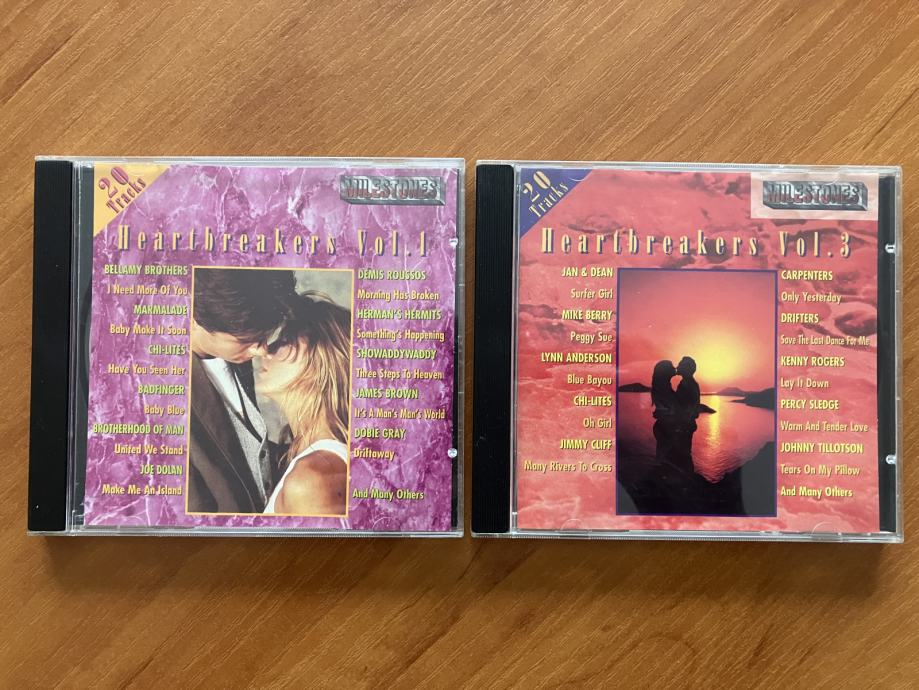 20
Tracks
MILESTONES
Heartbreakers Vol.1
BELLAMY BROTHERS
I Need More Of You
MARMALADE
Baby Make It Soon
CHI-LITES
Have You Seen Her
BADFINGER
Baby Blue
BROTHERHOOD OF MAN
United We Stand
JOE DOLAN
Make Me An Island
DEMIS ROUSSOS
Morning Has Broken
HERMAN'S HERMITS
Something's Happening
SHOWADDYWADDY
Three Steps To Heaven
JAMES BROWN
It's A Man's Man's World
DOBIE GRAY
Driftaway
And Many Others
20
Tracks
MILESTONES
Heartbreakers Vol.3
JAN & DEAN
Surfer Girl
MIKE BERRY
Peggy Sue
LYNN ANDERSON
Blue Bayou
CHI-LITES
Oh Girl
JIMMY CLIFF
Many Rivers To Cross
CARPENTERS
Only Yesterday
DRIFTERS
Save The Last Dance For Me
KENNY ROGERS
Lay It Down
PERCY SLEDGE
Warm And Tender Love
JOHNNY TILLOTSON
Tears On My Pillow
And Many Others